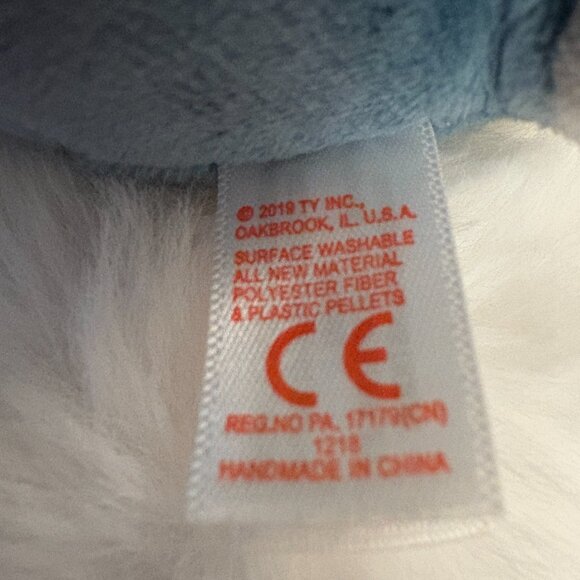 © 2019 TY INC.,
OAKBROOK, IL. U.S.A.
SURFACE WASHABLE
ALL NEW MATERIAL
POLYESTER FIBER
& PLASTIC PELLETS
CE
REG.NO PA. 17179(CN)
1218
HANDMADE IN CHINA